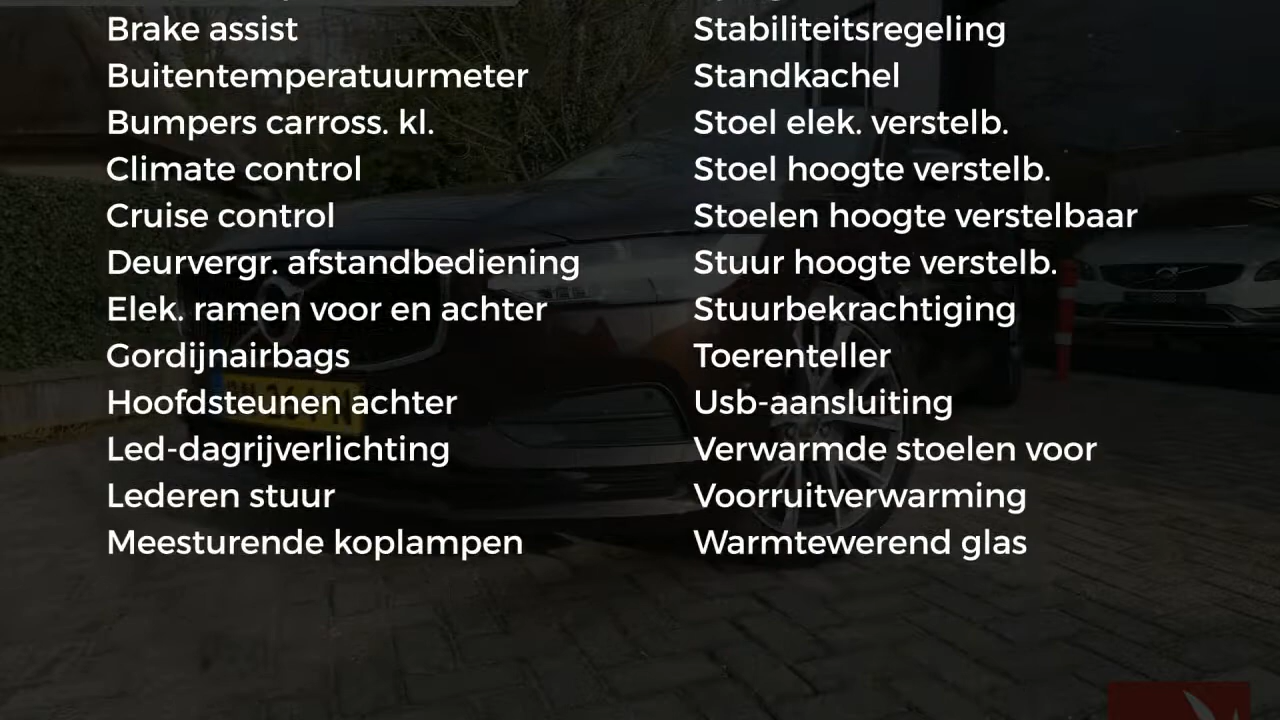 Brake assist
Buitentemperatuurmeter
Bumpers carross. kl.
Climate control
Cruise control
Deurvergr. afstandbediening
Elek. ramen voor en achter
Gordijnairbags
Hoofdsteunen achter
Led-dagrijverlichting
Lederen stuur
Meesturende koplampen
Stabiliteitsregeling
Standkachel
Stoel elek. verstelb.
Stoel hoogte verstelb.
Stoelen hoogte verstelbaar
Stuur hoogte verstelb.
Stuurbekrachtiging
Toerenteller
Usb-aansluiting
Verwarmde stoelen voor
Voorruitverwarming
Warmtewerend glas